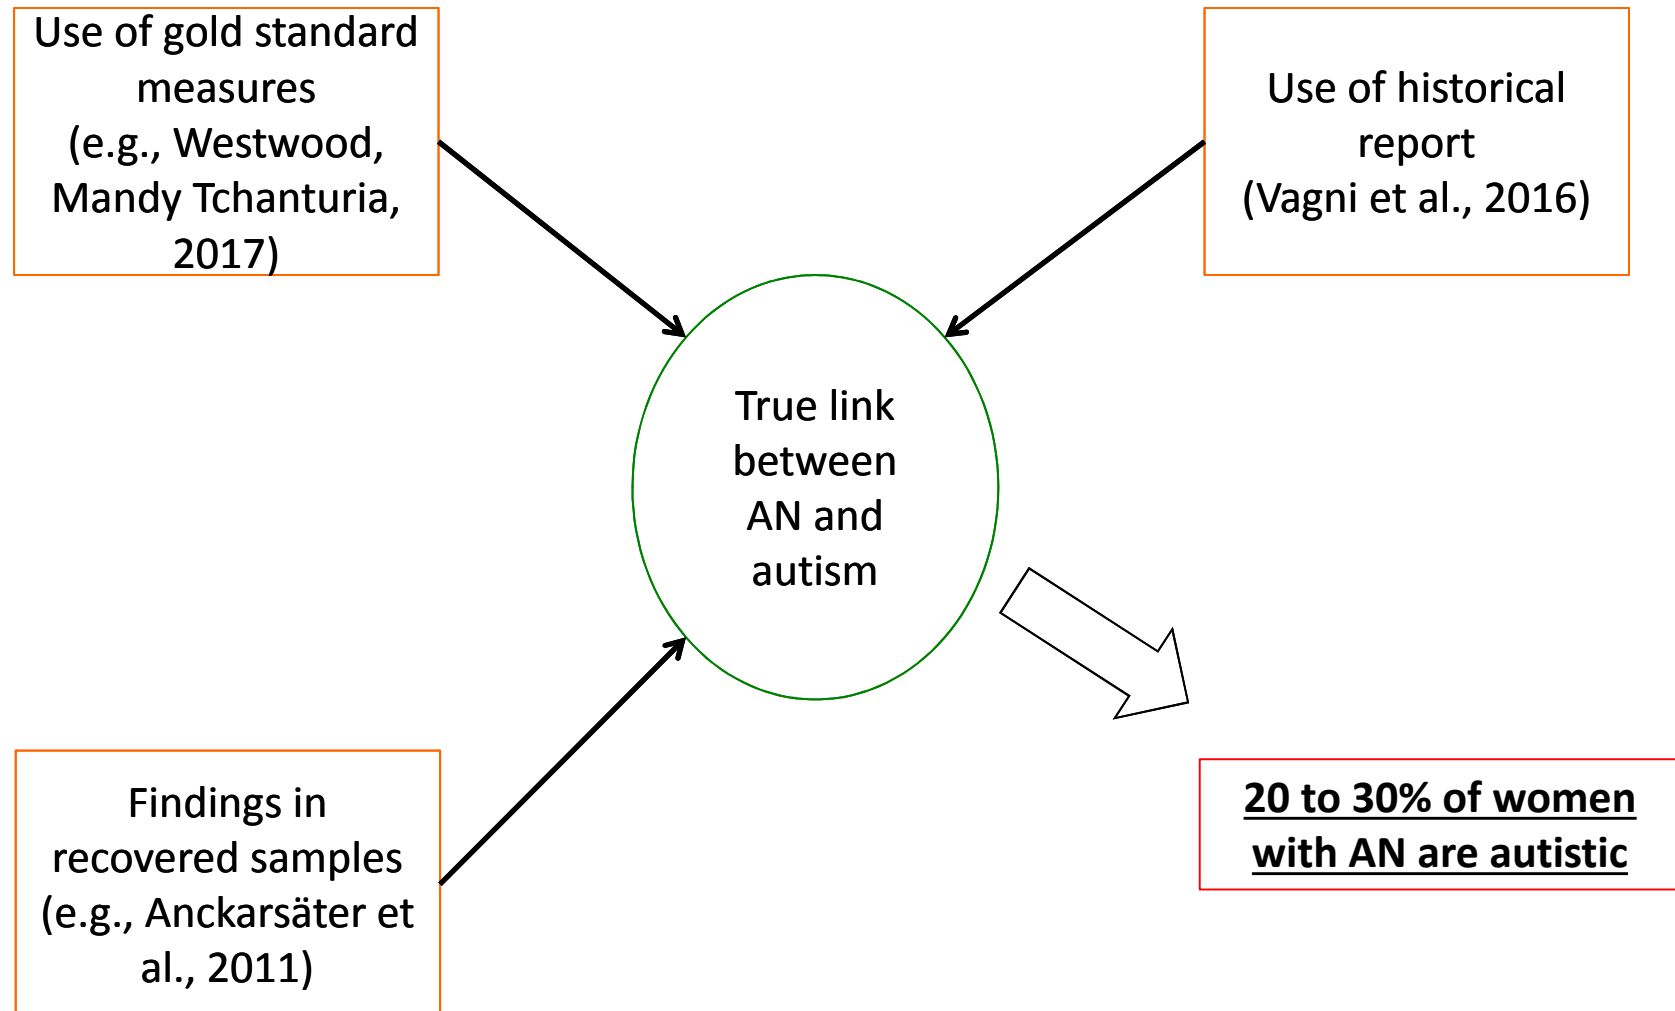 Use of gold standard
measures
(e.g., Westwood,
Mandy Tchanturia,
2017)
Use of historical
report
(Vagni et al., 2016)
True link
between
AN and
autism
Findings in
recovered samples
(e.g., Anckarsäter et
al., 2011)
20 to 30% of women
with AN are autistic